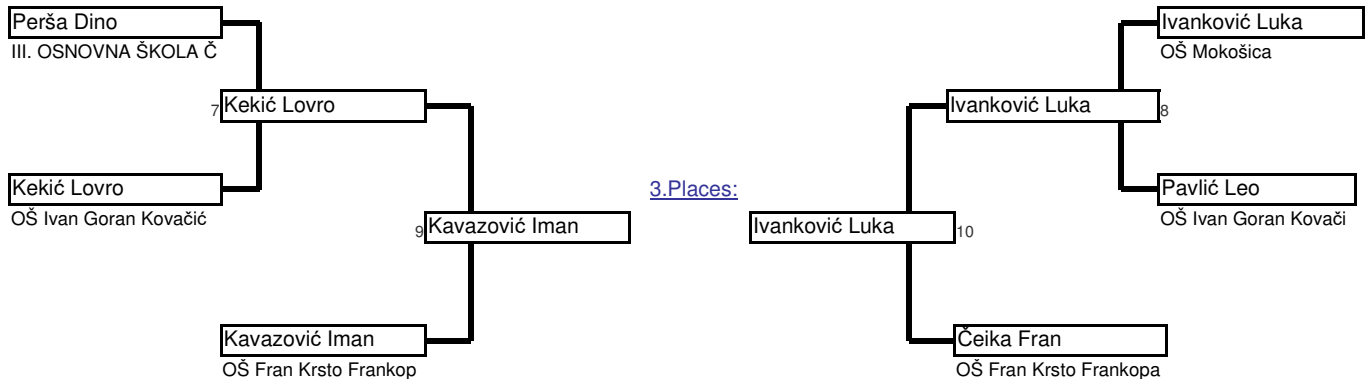 Perša Dino
III. OSNOVNA ŠKOLA Č
7 Kekić Lovro
Kekić Lovro
OŠ Ivan Goran Kovačić
9 Kavazović Iman
Kavazović Iman
OŠ Fran Krsto Frankop
3.Places:
Ivanković Luka
OŠ Mokošica
Ivanković Luka 8
Pavlić Leo
OŠ Ivan Goran Kovači
Ivanković Luka 10
Čeika Fran
OŠ Fran Krsto Frankopa